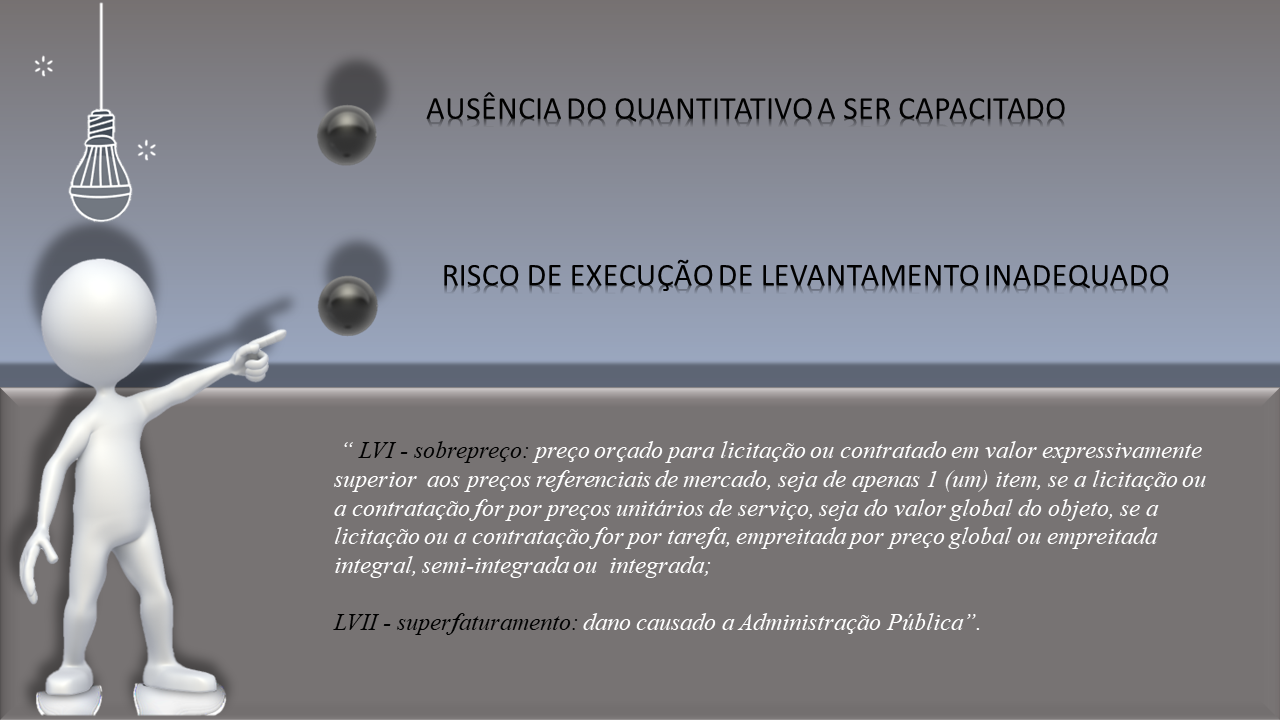 AUSÊNCIA DO QUANTITATIVO A SER CAPACITADO
RISCO DE EXECUÇÃO DE LEVANTAMENTO INADEQUADO
“ LVI - sobrepreço: preço orçado para licitação ou contratado em valor expressivamente
superior aos preços referenciais de mercado, seja de apenas 1 (um) item, se a licitação ou
a contratação for por preços unitários de serviço, seja do valor global do objeto, se a
licitação ou a contratação for por tarefa, empreitada por preço global ou empreitada
integral, semi-integrada ou integrada;
LVII - superfaturamento: dano causado a Administração Pública”.